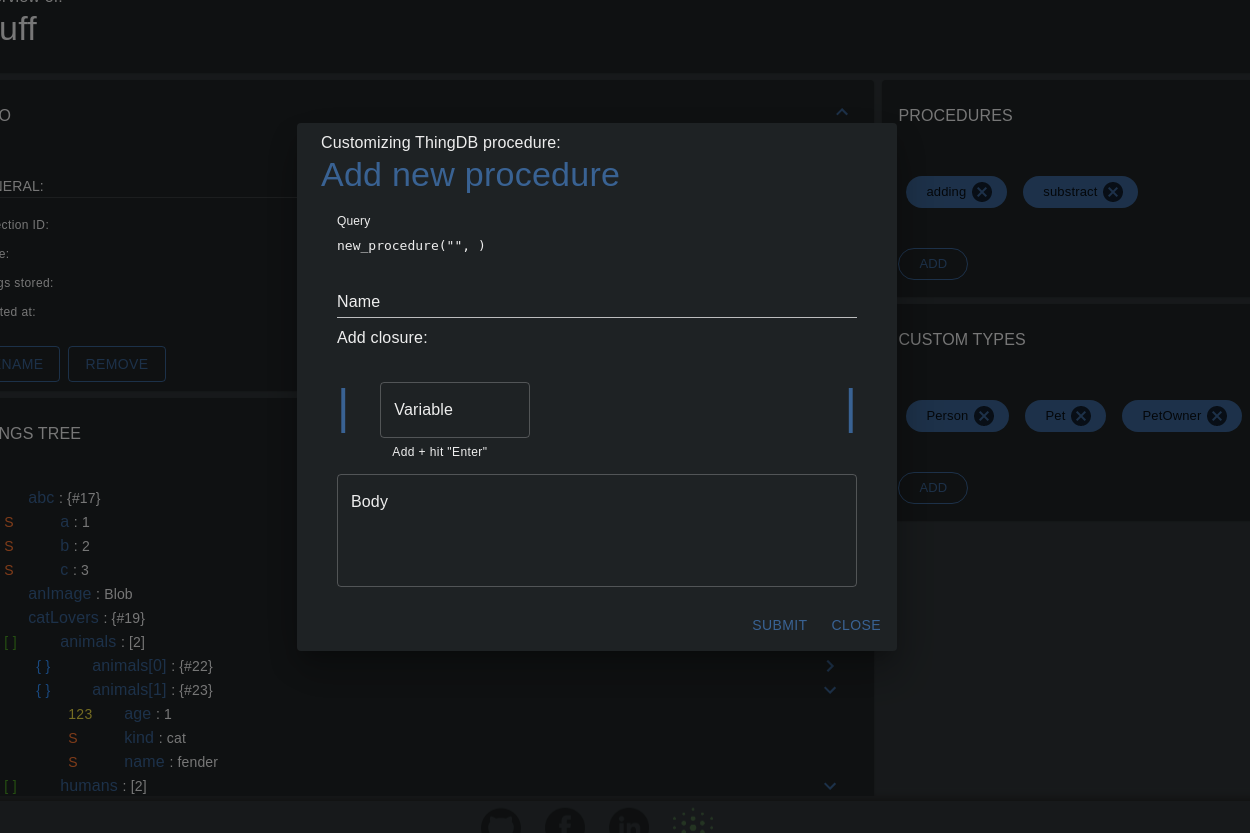 uff
O
PROCEDURES
Customizing ThingDB procedure:
Add new procedure
NERAL:
adding
substract
Query
ection ID:
new_procedure("", )
e:
ADD
gs stored:
Name
ted at:
Add closure:
CUSTOM TYPES
NAME
REMOVE
Variable
Person
Pet
PetOwner
NGS TREE
Add + hit "Enter"
ADD
abc : {#17}
Body
S a : 1
S b : 2
S c : 3
anImage : Blob
catLovers : {#19}
SUBMIT
CLOSE
[ ] animals : [2]
{ } animals[0] : {#22}
{ } animals[1] : {#23}
123 age : 1
S kind : cat
S name : fender
[ ] humans : [2]